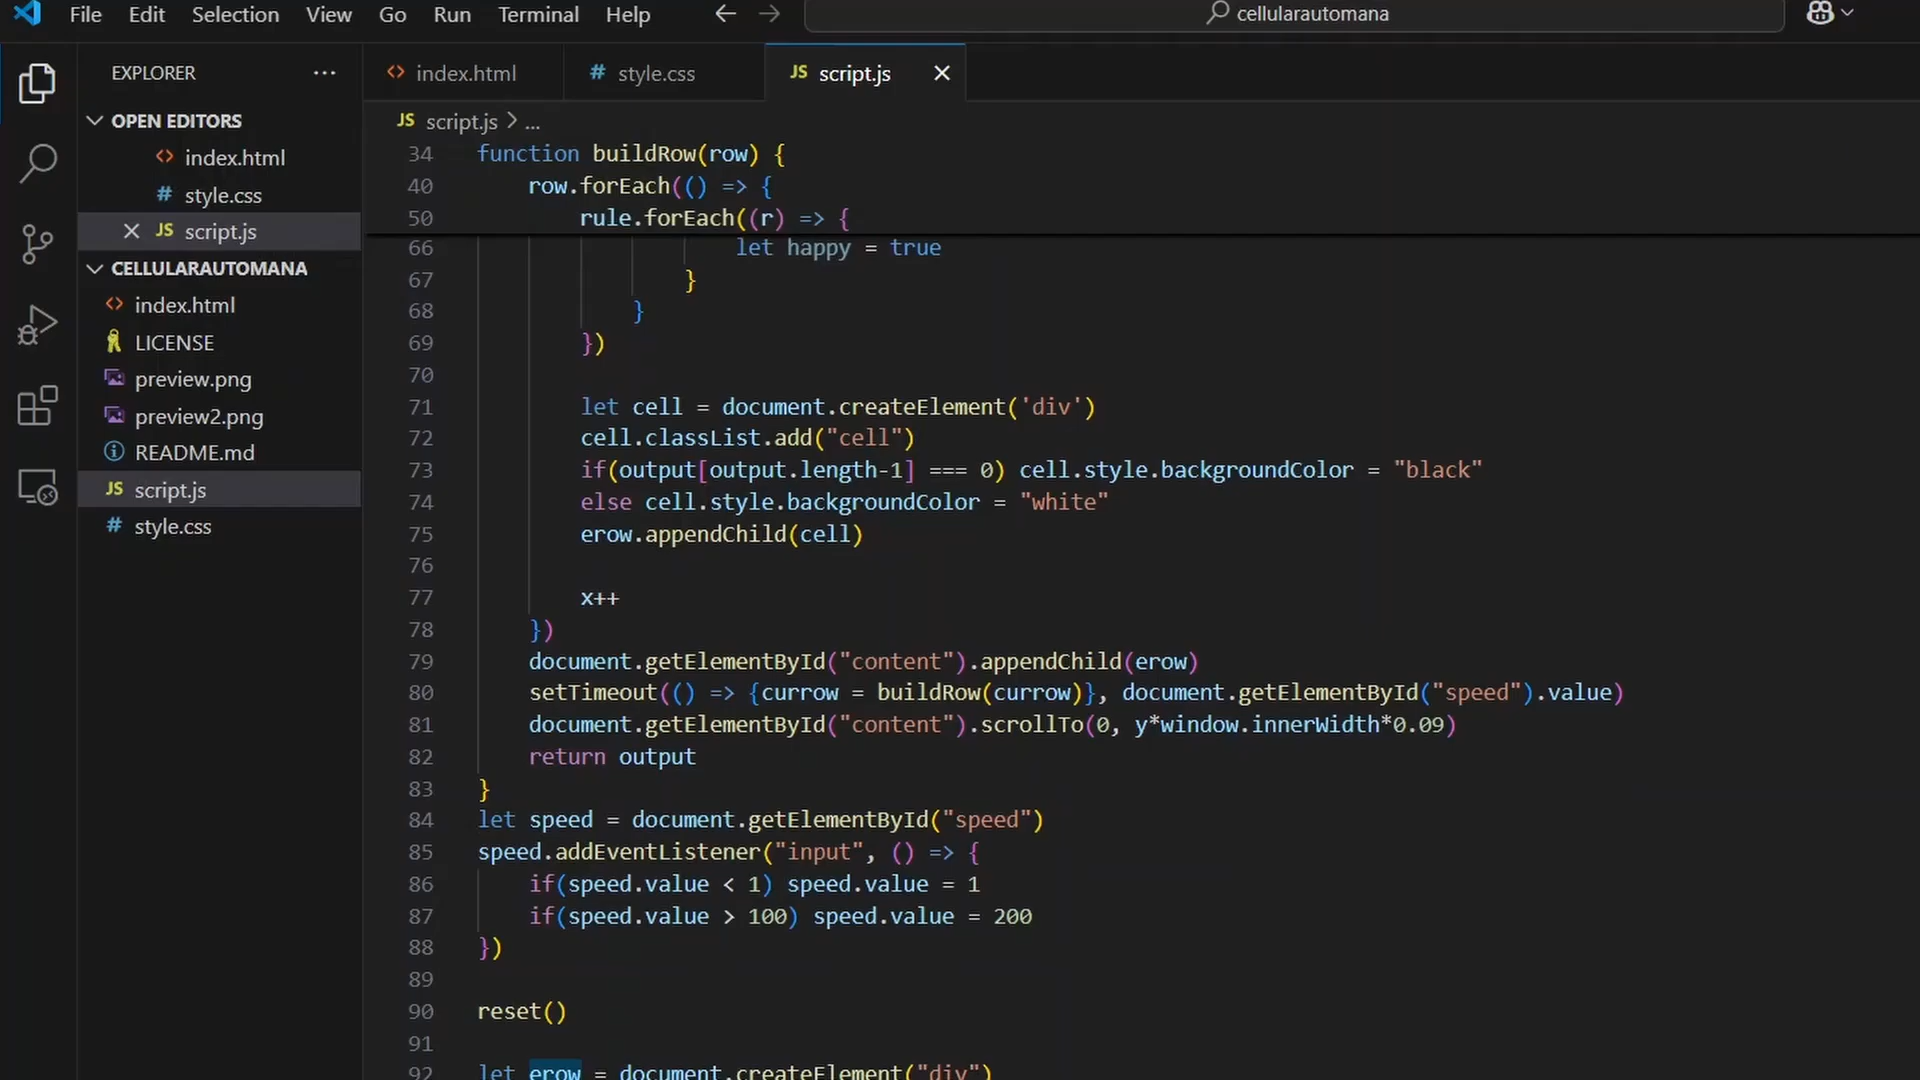 File Edit Selection View Go Run Terminal Help cellularautomana
EXPLORER
OPEN EDITORS
index.html
style.css
script.js
CELLULARAUTOMANA
index.html
LICENSE
preview.png
preview2.png
README.md
script.js
style.css
index.html style.css script.js
script.js > ...
34 function buildRow(row) {
40 row.forEach(() => {
50 rule.forEach((r) => {
66 let happy = true
67 }
68 }
69 })
70
71 let cell = document.createElement('div')
72 cell.classList.add("cell")
73 if(output[output.length-1] === 0) cell.style.backgroundColor = "black"
74 else cell.style.backgroundColor = "white"
75 erow.appendChild(cell)
76
77 x++
78 })
79 document.getElementById("content").appendChild(erow)
80 setTimeout(() => {currow = buildRow(currow)}, document.getElementById("speed").value)
81 document.getElementById("content").scrollTo(0, y*window.innerWidth*0.09)
82 return output
83 }
84 let speed = document.getElementById("speed")
85 speed.addEventListener("input", () => {
86 if(speed.value < 1) speed.value = 1
87 if(speed.value > 100) speed.value = 200
88 })
89
90 reset()
91
92 let erow = document.createElement("div")